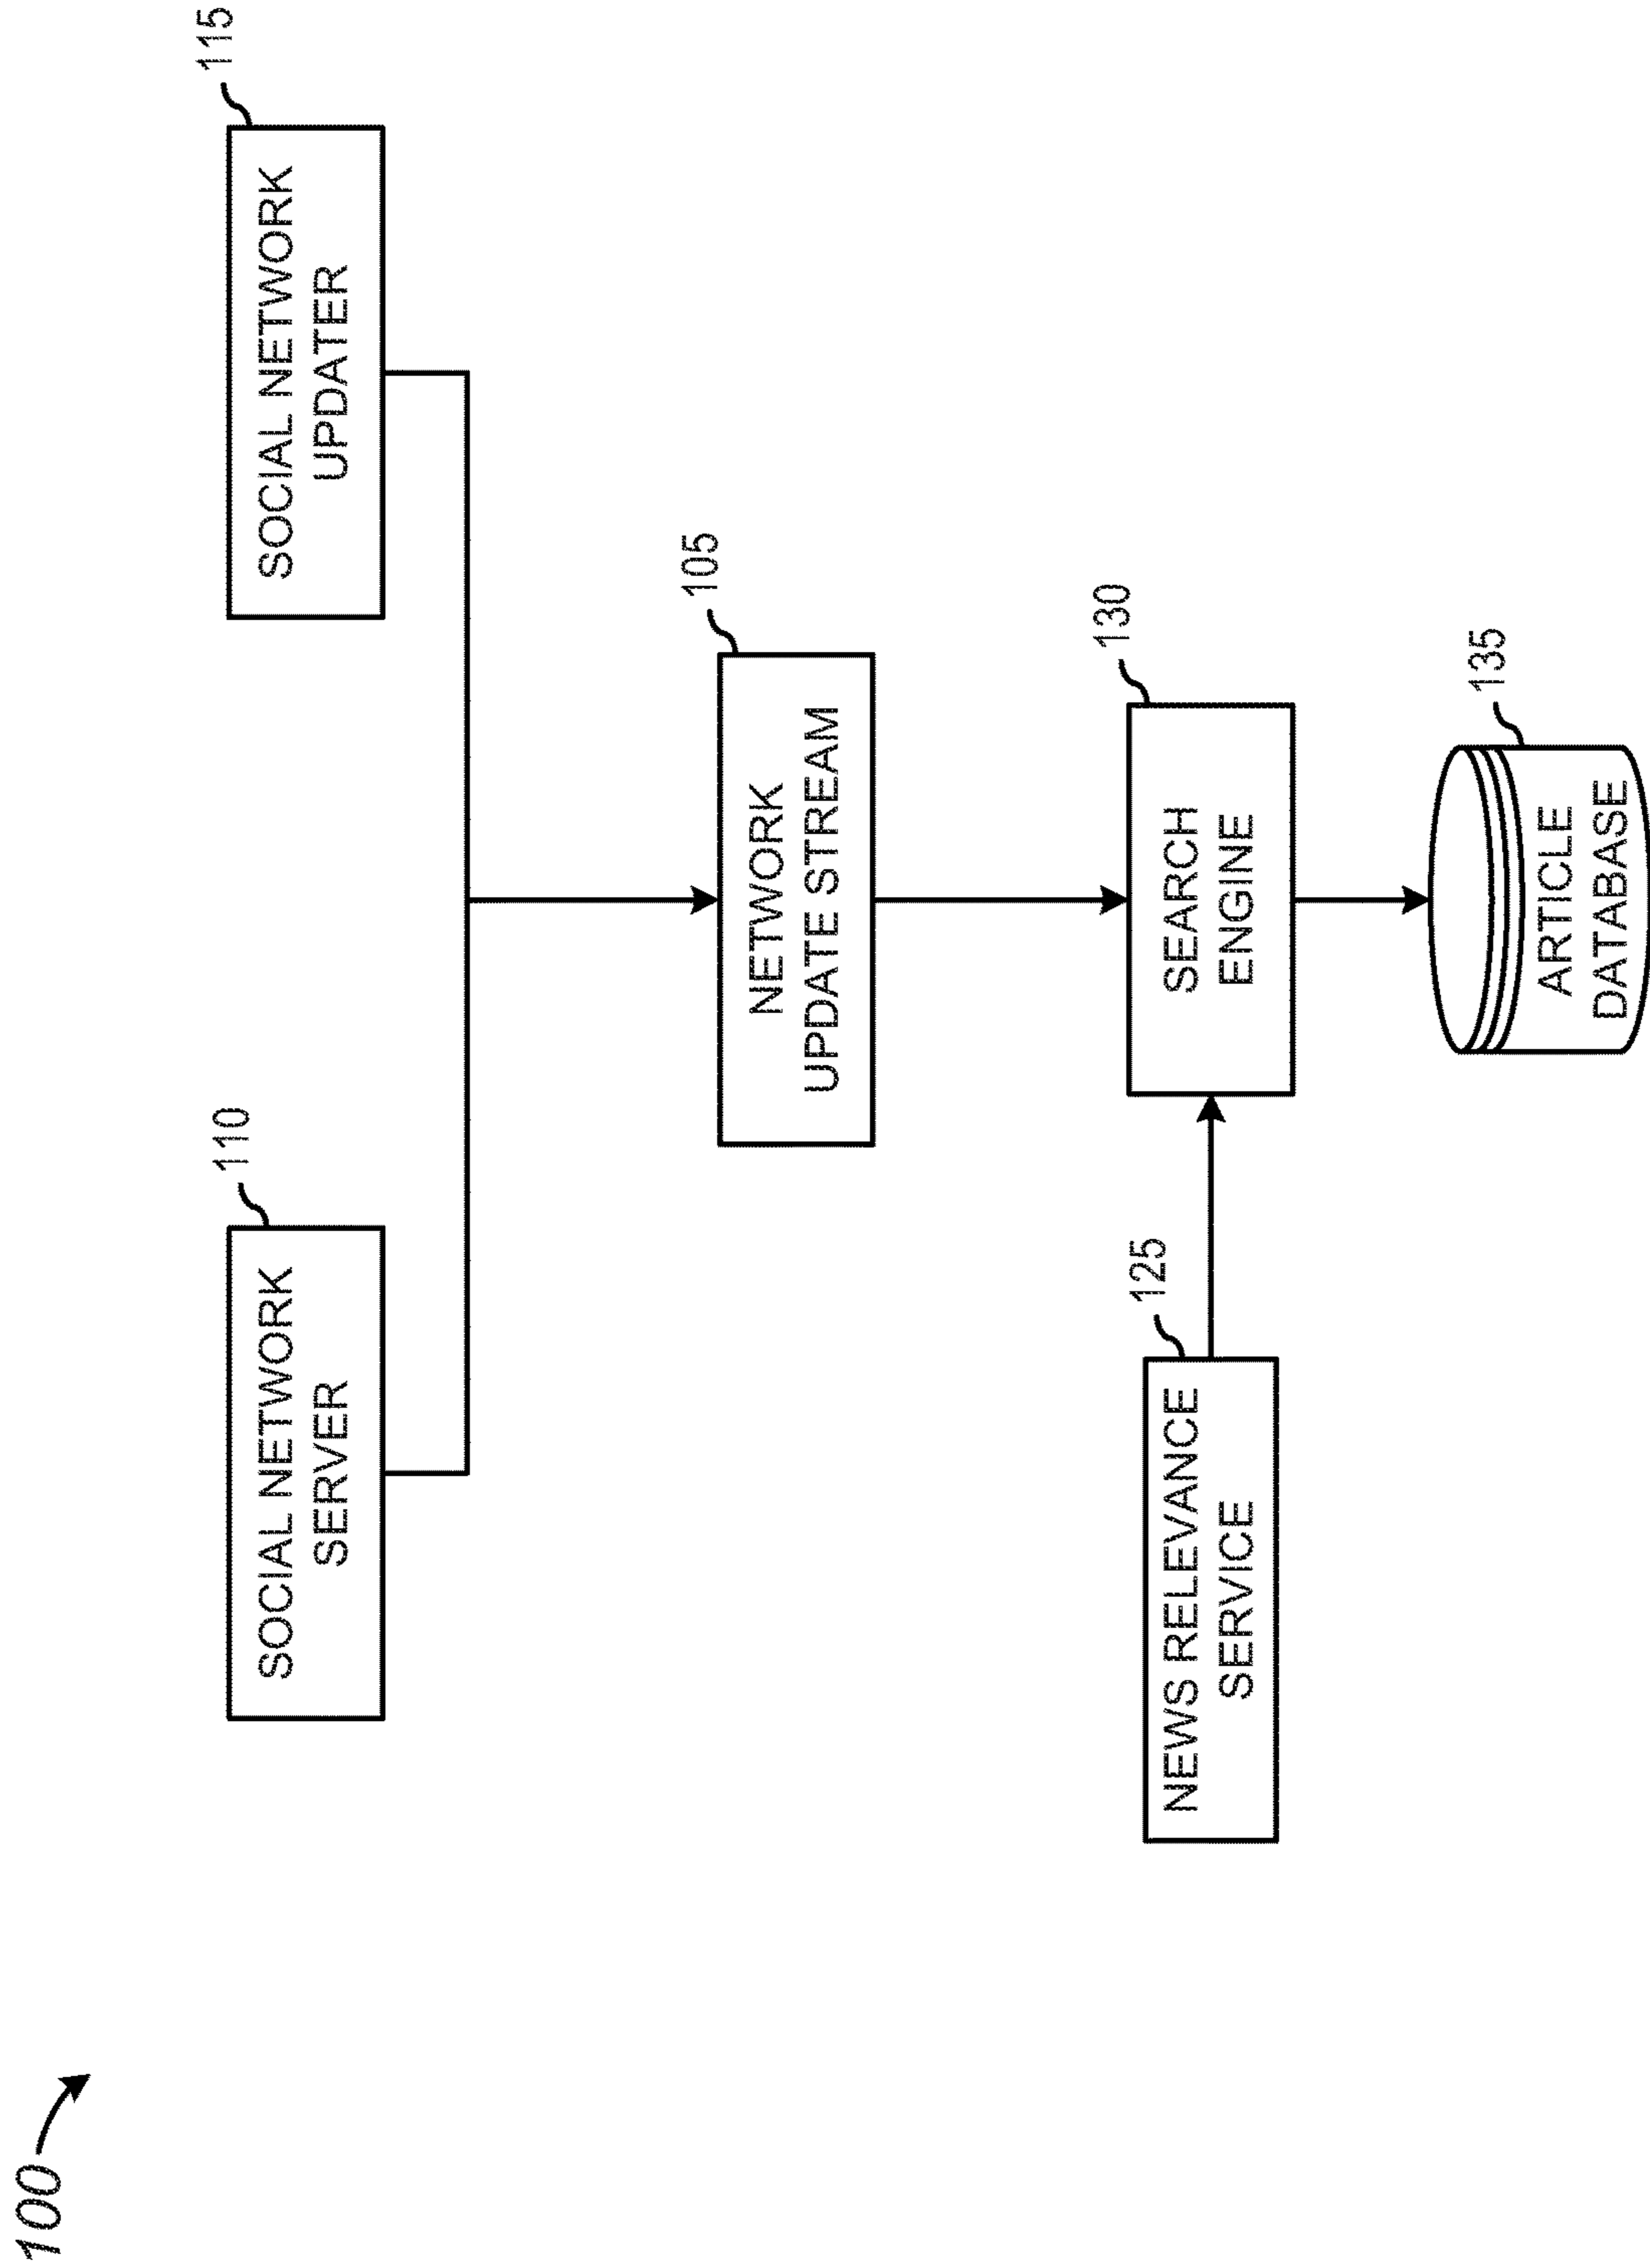 100
110
SOCIAL NETWORK
SERVER
115
SOCIAL NETWORK
UPDATER
105
NETWORK
UPDATE STREAM
125
NEWS RELEVANCE
SERVICE
130
SEARCH
ENGINE
135
ARTICLE
DATABASE